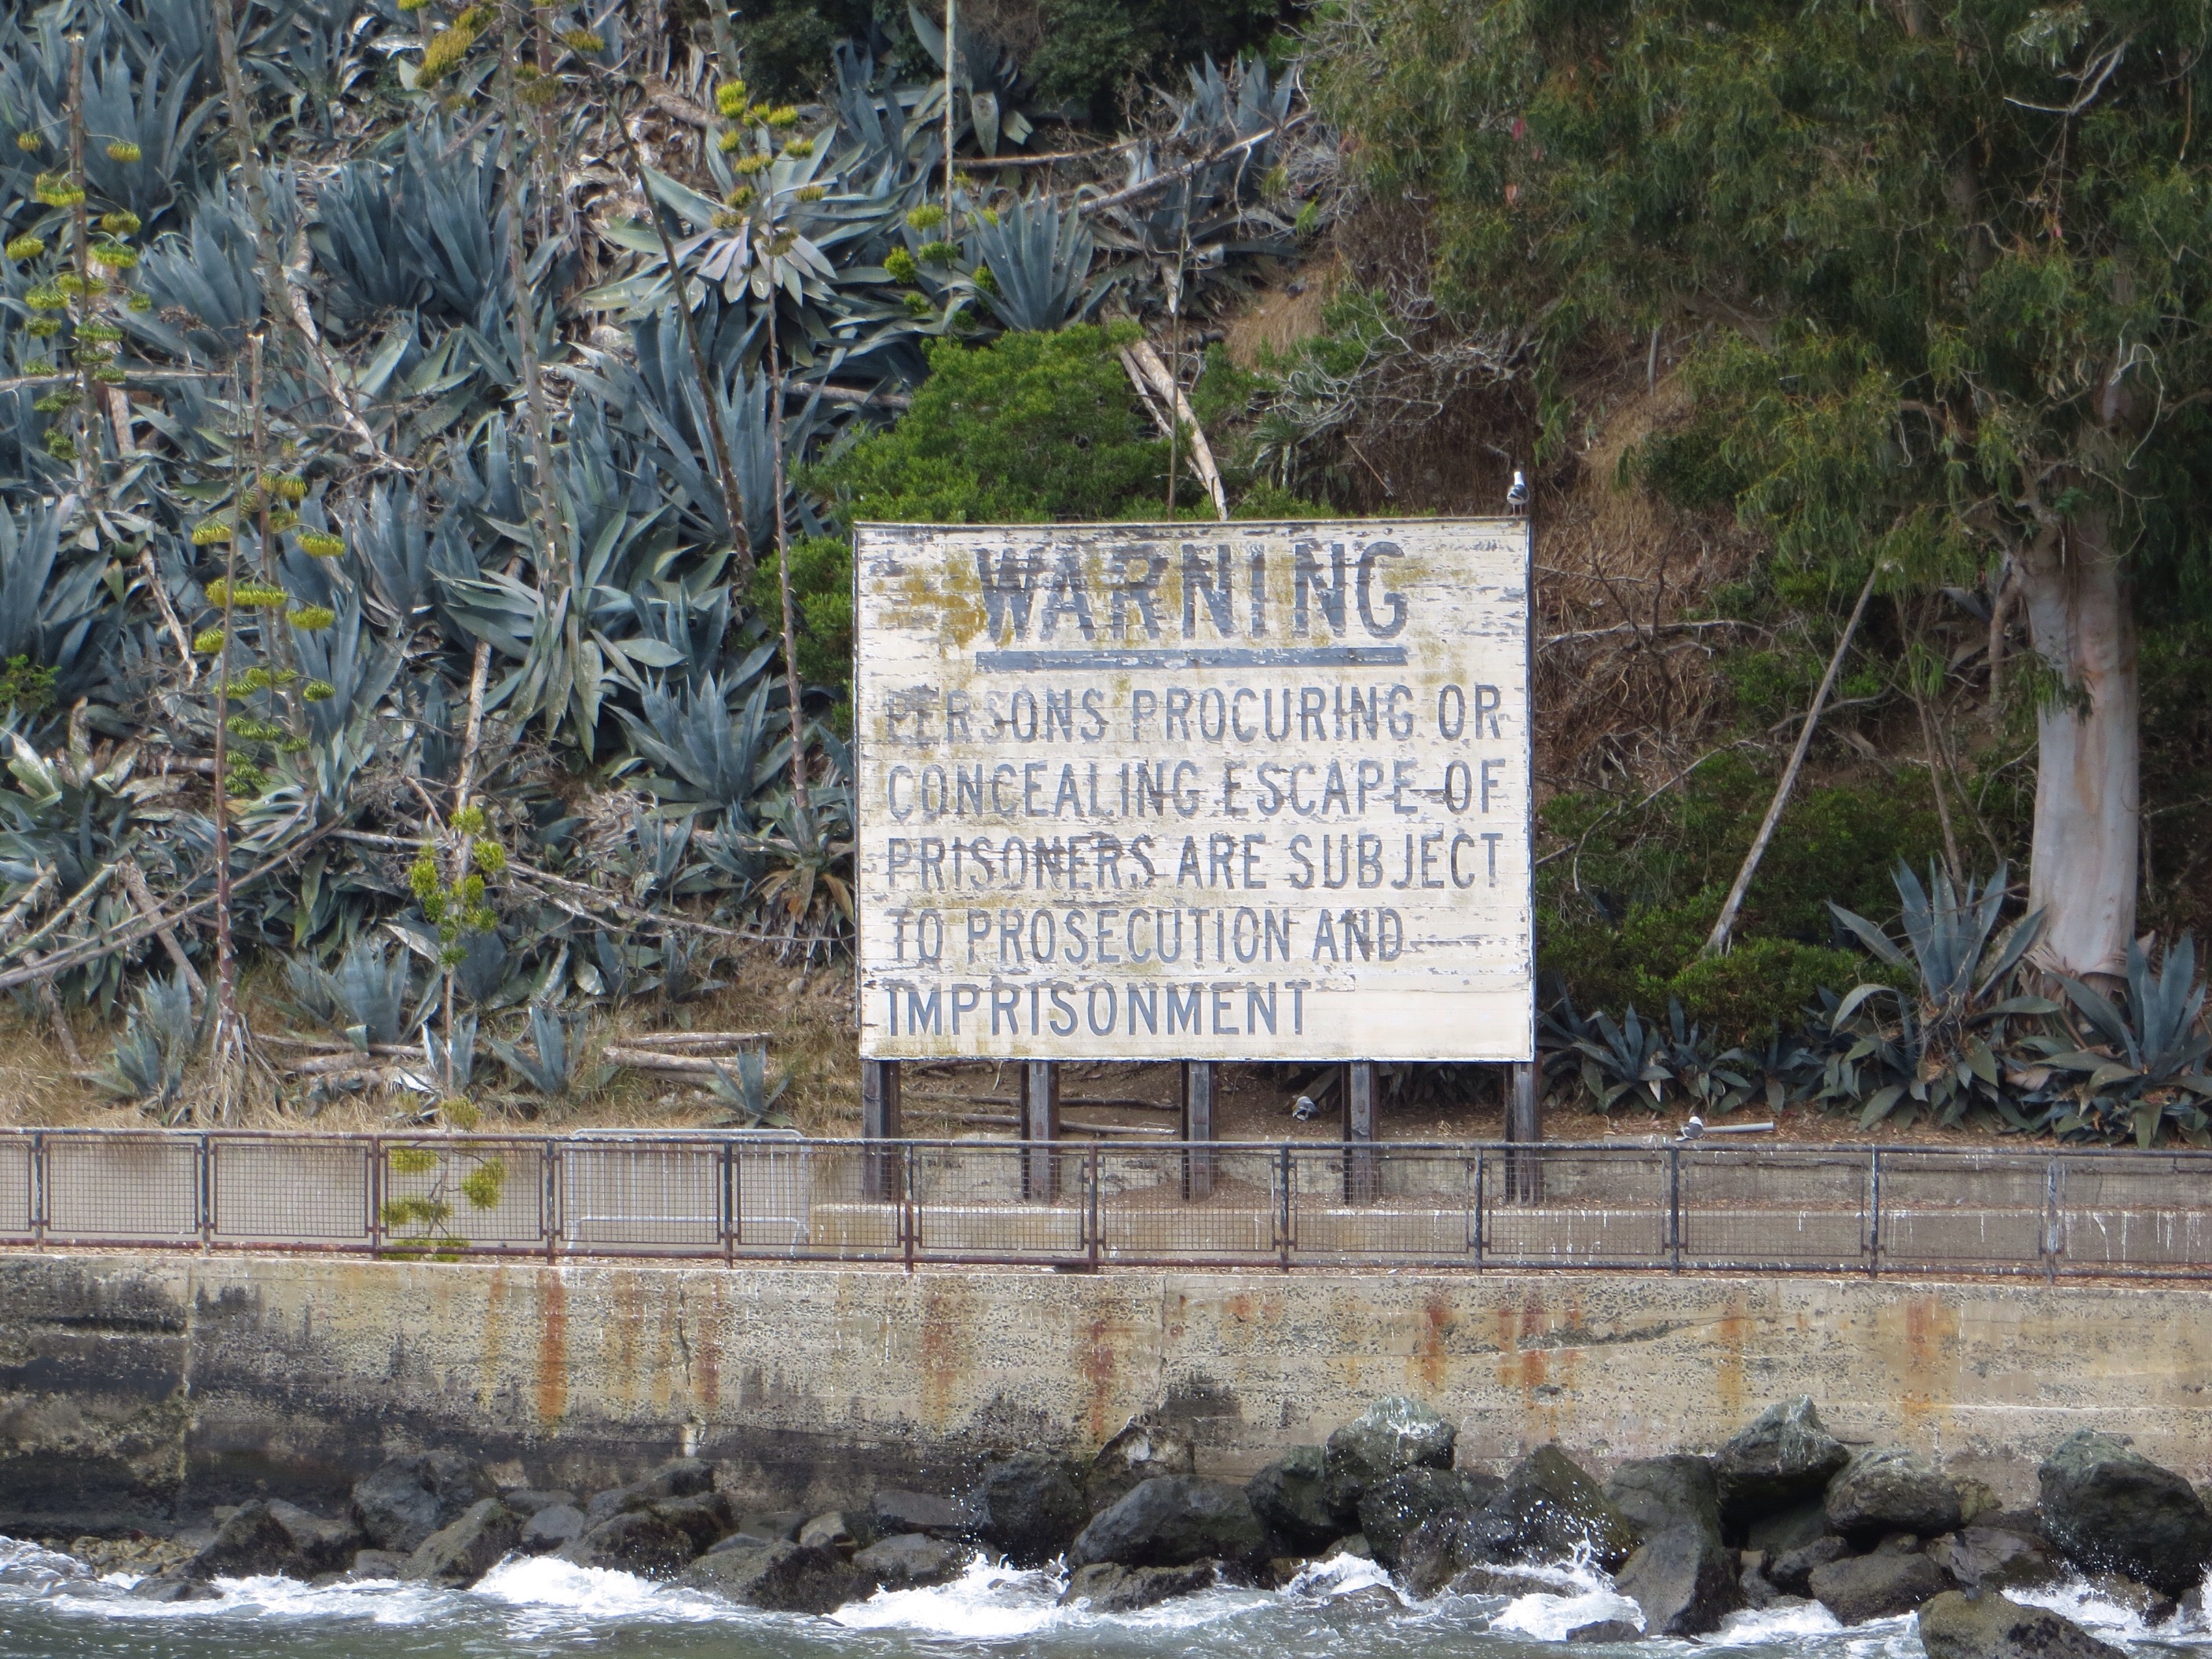 WARNING
PERSONS PROCURING OR
CONCEALING ESCAPE OF
PRISONERS ARE SUBJECT
TO PROSECUTION AND
IMPRISONMENT